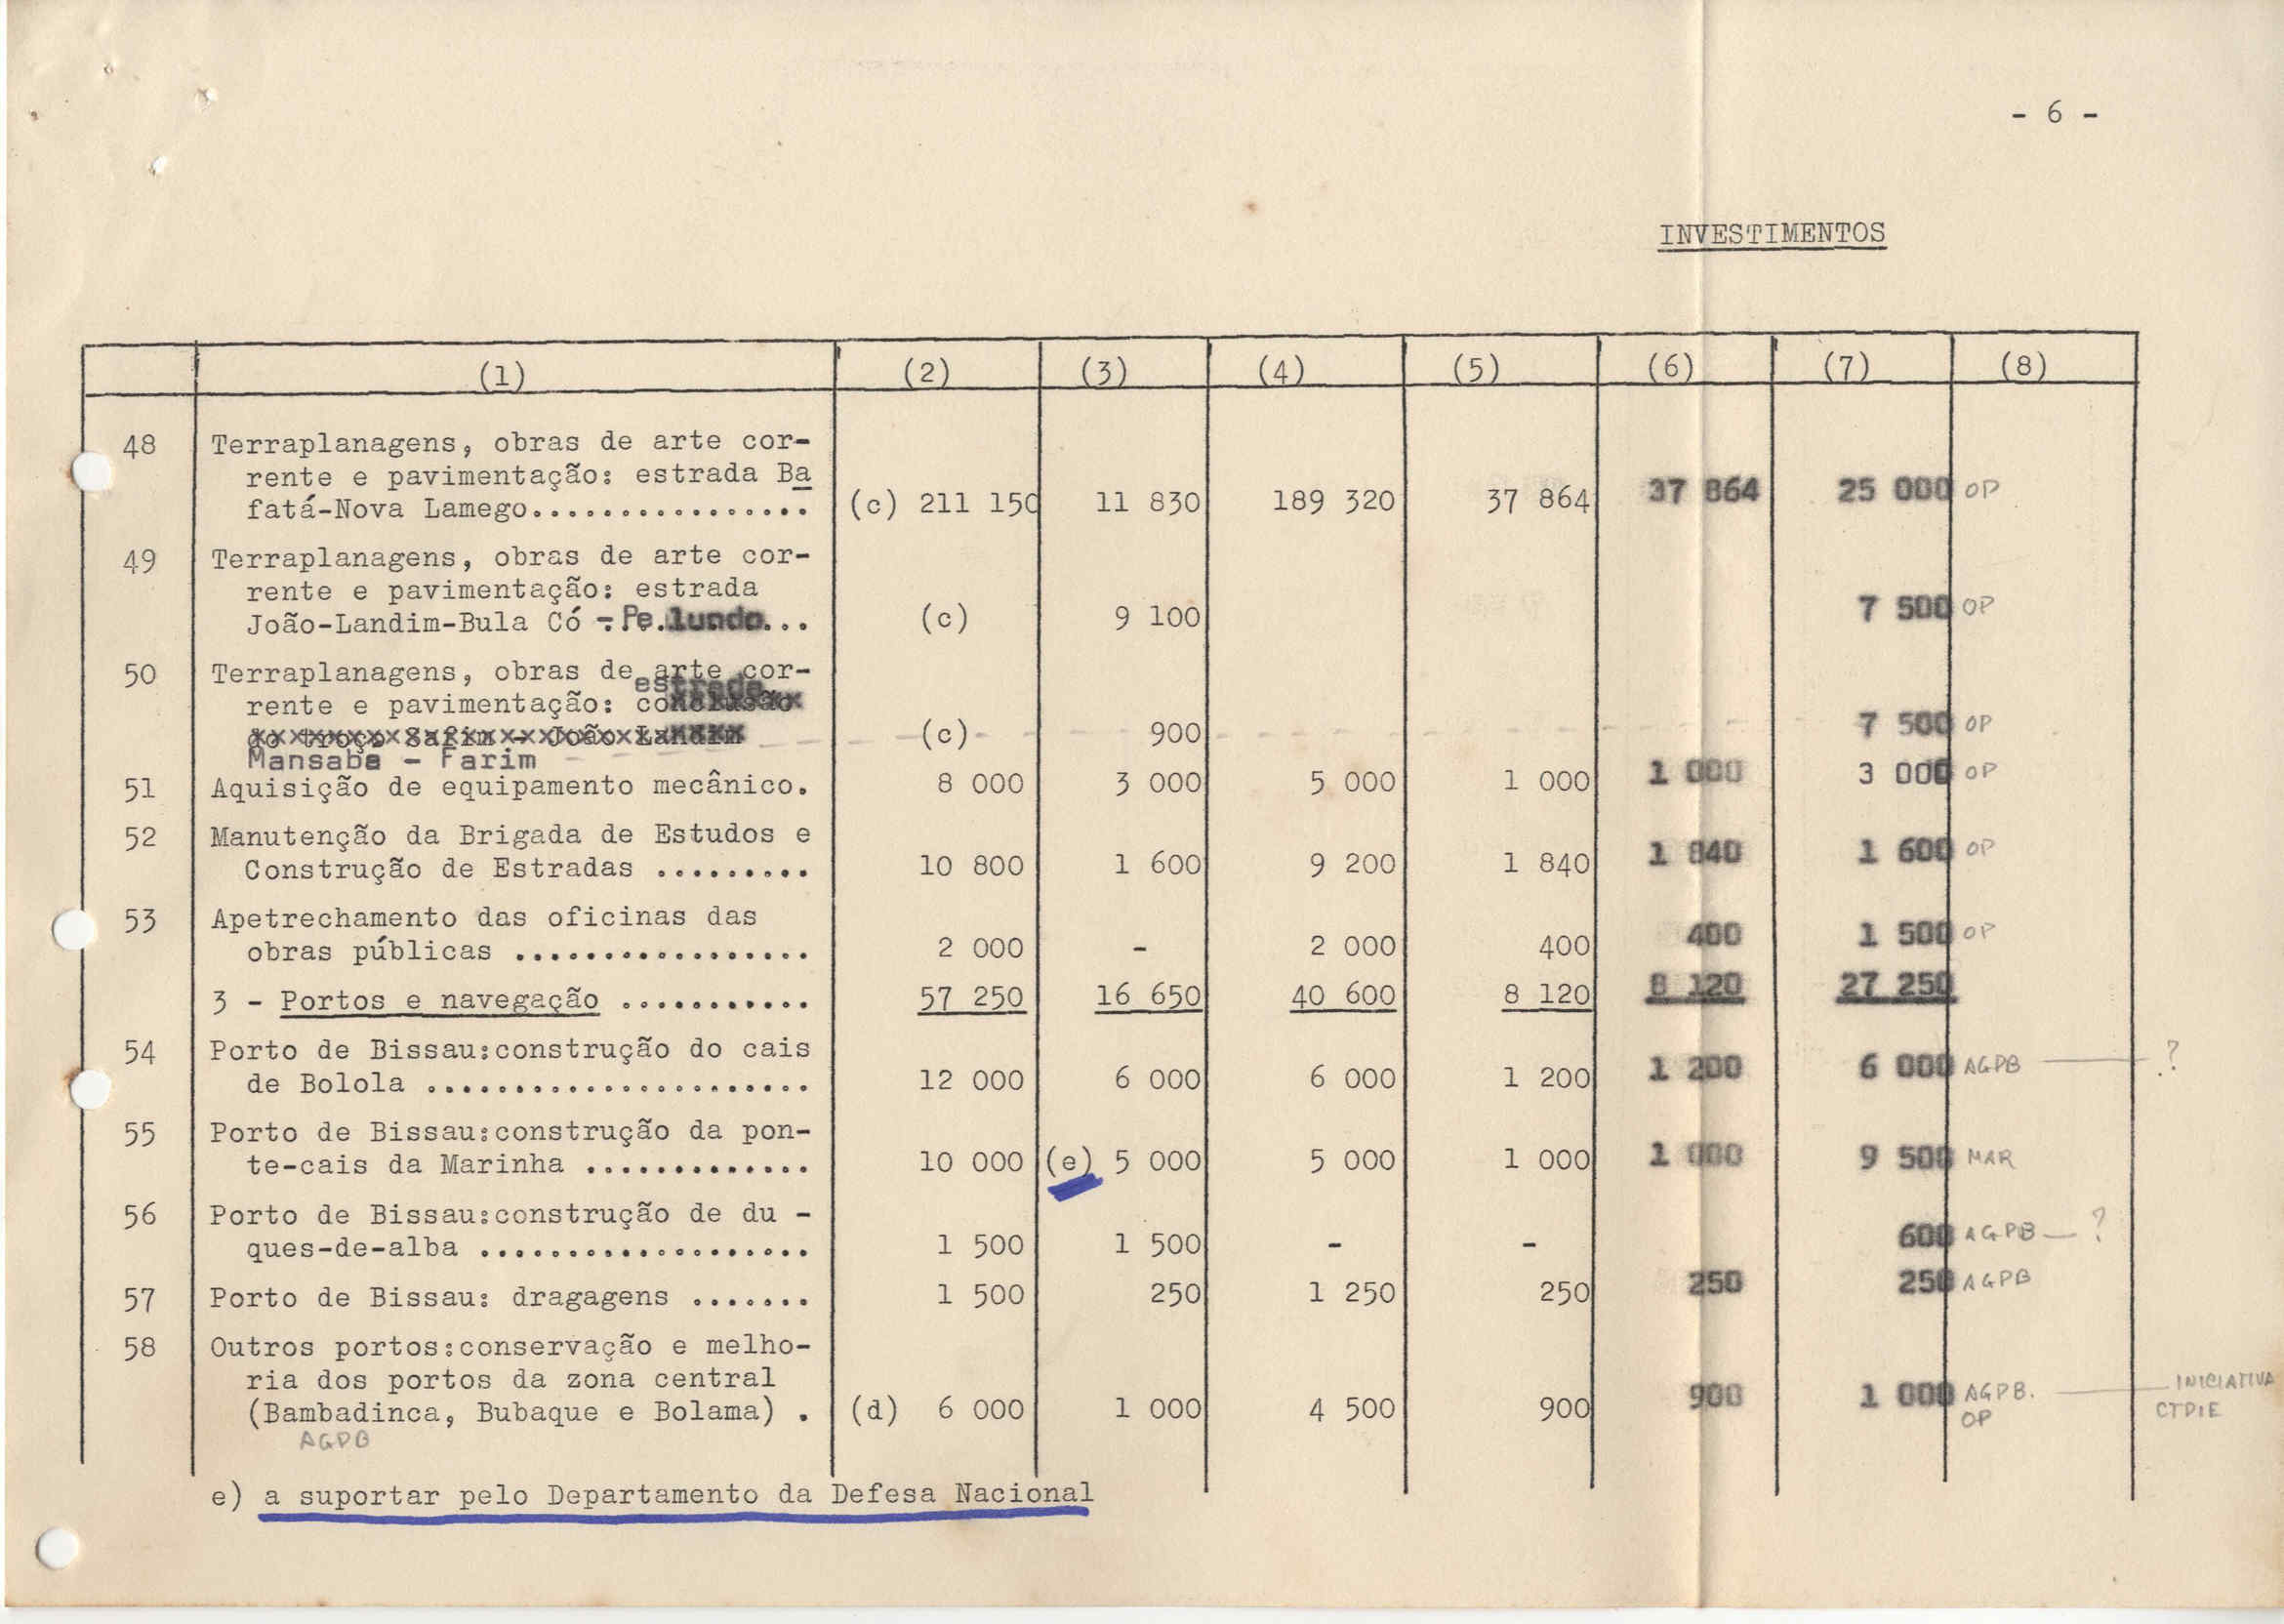 - 6 -
INVESTIMENTOS
(1) (2) (3) (4) (5) (6) (7) (8)
48 Terraplanagens, obras de arte cor-
rente e pavimentação: estrada Ba
fatá-Nova Lamego................ (c) 211 150 11 830 189 320 37 864 37 864 25 000 OP
49 Terraplanagens, obras de arte cor-
rente e pavimentação: estrada
João-Landim-Bula Có - Pelundo... (c) 9 100 7 500 OP
50 Terraplanagens, obras de arte cor-
estrada
rente e pavimentação: conclusão
do troço Safim - João Landim (c) 900 7 500 OP
Mansaba - Farim
51 Aquisição de equipamento mecânico. 8 000 3 000 5 000 1 000 1 000 3 000 OP
52 Manutenção da Brigada de Estudos e
Construção de Estradas ......... 10 800 1 600 9 200 1 840 1 840 1 600 OP
53 Apetrechamento das oficinas das
obras públicas ................. 2 000 - 2 000 400 400 1 500 OP
3 - Portos e navegação ........... 57 250 16 650 40 600 8 120 8 120 27 250
54 Porto de Bissau:construção do cais
de Bolola ...................... 12 000 6 000 6 000 1 200 1 200 6 000 AGPB ?
55 Porto de Bissau:construção da pon-
te-cais da Marinha ............. 10 000 (e) 5 000 5 000 1 000 1 000 9 500 MAR
56 Porto de Bissau:construção de du -
ques-de-alba ................... 1 500 1 500 - - 600 AGPB — ?
57 Porto de Bissau: dragagens ....... 1 500 250 1 250 250 250 250 AGPB
58 Outros portos:conservação e melho-
ria dos portos da zona central
(Bambadinca, Bubaque e Bolama) . (d) 6 000 1 000 4 500 900 900 1 000 AGPB. INICIATIVA
OP CTPIE
AGPB
e) a suportar pelo Departamento da Defesa Nacional